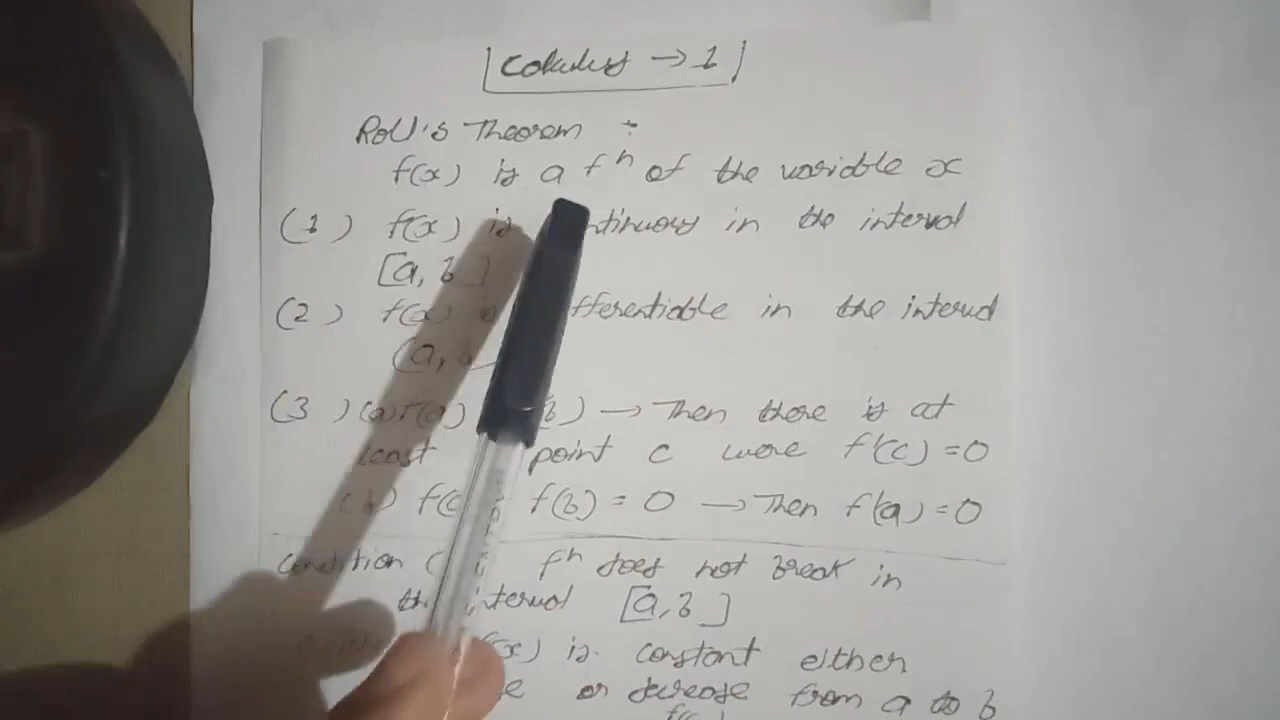 Calculus → 1
Roll's Theorem ÷
f(x) is a fⁿ of the variable x
(1) f(x) is in the interval
[a, b]
(2) f(x) in the interval
(a,
(3) (a) f(a) b) → Then there is at
least point c were f'(c) = 0
(b) f(b) = 0 → Then f'(a) = 0
condition fⁿ does not break in
the interval [a, b]
is constant either
or decrease from a to b